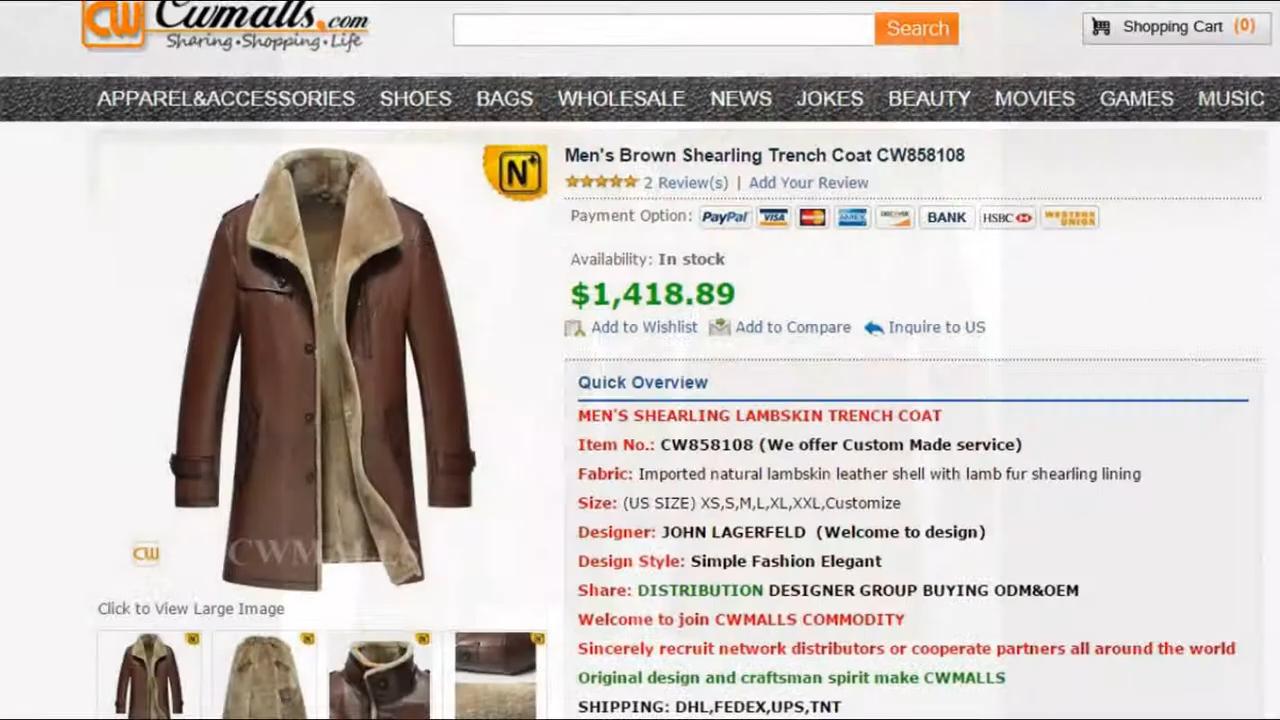 CW Cwmalls.com
Sharing•Shopping•Life
Search
Shopping Cart (0)
APPAREL&ACCESSORIES SHOES BAGS WHOLESALE NEWS JOKES BEAUTY MOVIES GAMES MUSIC
N+
Men's Brown Shearling Trench Coat CW858108
2 Review(s) | Add Your Review
Payment Option: PayPal VISA MasterCard AMEX DISCOVER BANK HSBC WESTERN UNION
Availability: In stock
$1,418.89
Add to Wishlist Add to Compare Inquire to US
Quick Overview
MEN'S SHEARLING LAMBSKIN TRENCH COAT
Item No.: CW858108 (We offer Custom Made service)
Fabric: Imported natural lambskin leather shell with lamb fur shearling lining
Size: (US SIZE) XS,S,M,L,XL,XXL,Customize
Designer: JOHN LAGERFELD (Welcome to design)
Design Style: Simple Fashion Elegant
CW CWMALLS
Share: DISTRIBUTION DESIGNER GROUP BUYING ODM&OEM
Click to View Large Image
Welcome to join CWMALLS COMMODITY
Sincerely recruit network distributors or cooperate partners all around the world
Original design and craftsman spirit make CWMALLS
SHIPPING: DHL,FEDEX,UPS,TNT